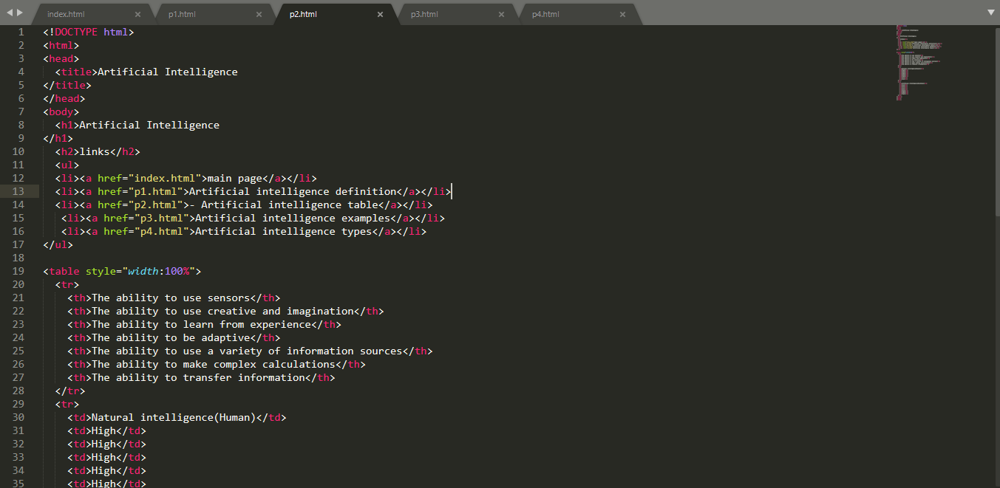 index.html × p1.html × p2.html × p3.html × p4.html ×
1 <!DOCTYPE html>
2 <html>
3 <head>
4 <title>Artificial Intelligence
5 </title>
6 </head>
7 <body>
8 <h1>Artificial Intelligence
9 </h1>
10 <h2>links</h2>
11 <ul>
12 <li><a href="index.html">main page</a></li>
13 <li><a href="p1.html">Artificial intelligence definition</a></li>
14 <li><a href="p2.html">- Artificial intelligence table</a></li>
15 <li><a href="p3.html">Artificial intelligence examples</a></li>
16 <li><a href="p4.html">Artificial intelligence types</a></li>
17 </ul>
18
19 <table style="width:100%">
20 <tr>
21 <th>The ability to use sensors</th>
22 <th>The ability to use creative and imagination</th>
23 <th>The ability to learn from experience</th>
24 <th>The ability to be adaptive</th>
25 <th>The ability to use a variety of information sources</th>
26 <th>The ability to make complex calculations</th>
27 <th>The ability to transfer information</th>
28 </tr>
29 <tr>
30 <td>Natural intelligence(Human)</td>
31 <td>High</td>
32 <td>High</td>
33 <td>High</td>
34 <td>High</td>
35 <td>High</td>